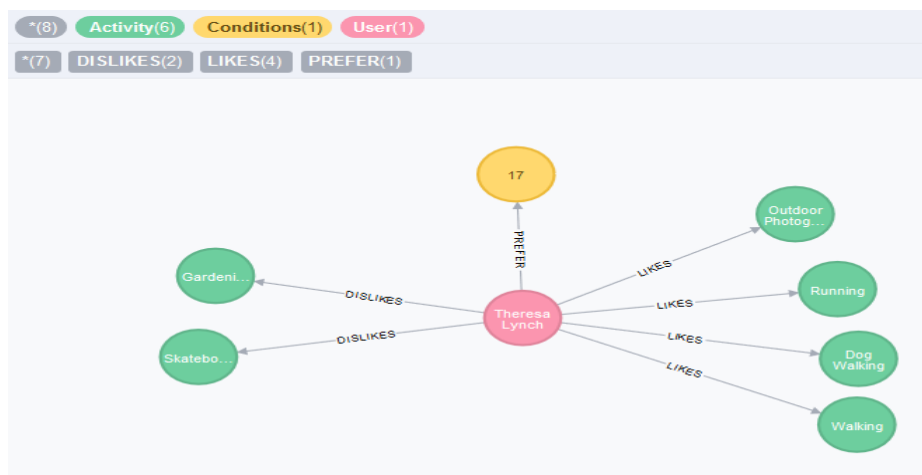 *(8) Activity(6) Conditions(1) User(1)
*(7) DISLIKES(2) LIKES(4) PREFER(1)
17
Outdoor
Photog...
PREFER
LIKES
Gardeni...
DISLIKES
LIKES
Running
Theresa
Lynch
DISLIKES
LIKES
Skatebo...
Dog
Walking
LIKES
Walking